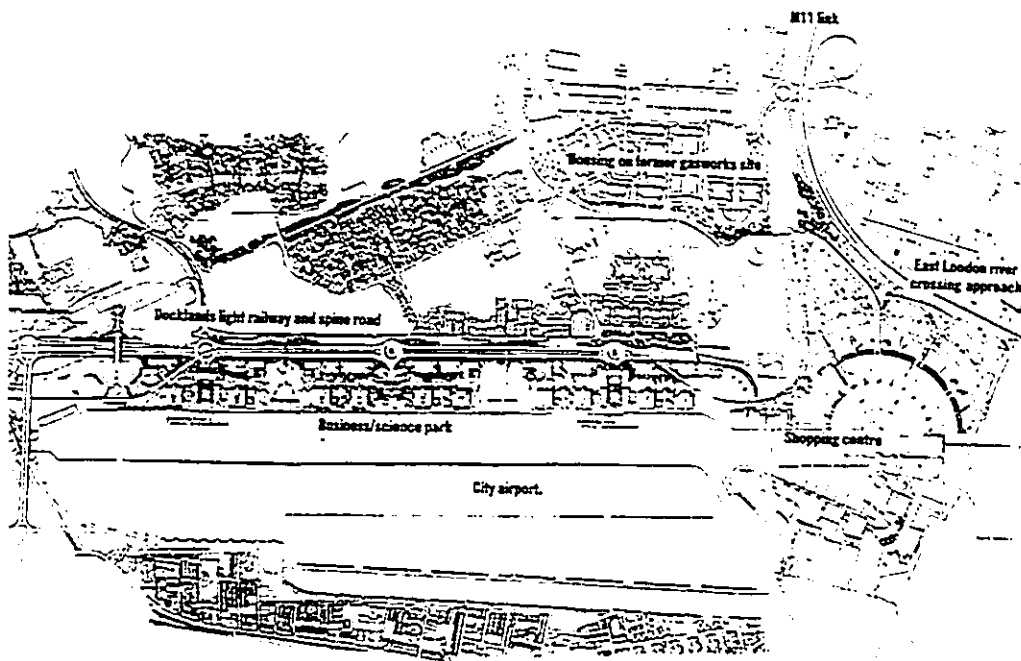 M11 link
Housing on former gasworks site
East London river
crossing approach
Docklands light railway and spine road
Business/science park
Shopping centre
City airport.